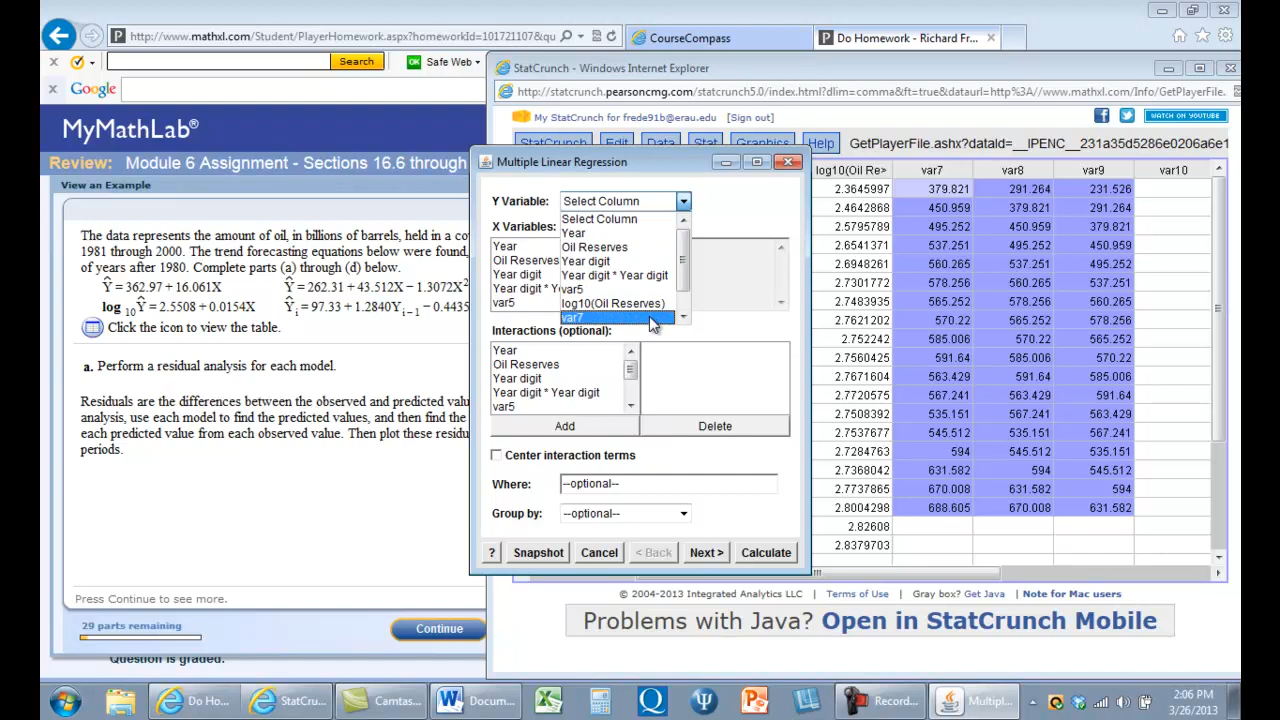 http://www.mathxl.com/Student/PlayerHomework.aspx?homeworkId=101721107&qu
CourseCompass
Do Homework - Richard Fr...
Search
Safe Web
Google
StatCrunch - Windows Internet Explorer
http://statcrunch.pearsoncmg.com/statcrunch5.0/index.html?dlim=comma&ft=true&dataurl=http%3A//www.mathxl.com/Info/GetPlayerFile.
My StatCrunch for frede91b@erau.edu [Sign out]
WATCH ON YOUTUBE
MyMathLab®
StatCrunch Edit Data Stat Graphics Help
GetPlayerFile.ashx?dataId=__IPENC__231a35d5286e0206a6e1
Review: Module 6 Assignment - Sections 16.6 through
View an Example
The data represents the amount of oil, in billions of barrels, held in a co
1981 through 2000. The trend forecasting equations below were found,
of years after 1980. Complete parts (a) through (d) below.
Ŷ = 362.97 + 16.061X Ŷ = 262.31 + 43.512X - 1.3072X²
log 10Ŷ = 2.5508 + 0.0154X Ŷi = 97.33 + 1.2840Yi-1 - 0.4435
Click the icon to view the table.
a. Perform a residual analysis for each model.
Residuals are the differences between the observed and predicted
analysis, use each model to find the predicted values, and then find the
each predicted value from each observed value. Then plot these residu
periods.
Press Continue to see more.
29 parts remaining
Continue
Question is graded.
Multiple Linear Regression
Y Variable: Select Column
Select Column
Year
Oil Reserves
Year digit
Year digit * Year digit
var5
log10(Oil Reserves)
var7
X Variables:
Year
Oil Reserves
Year digit
Year digit * Y
var5
Interactions (optional):
Year
Oil Reserves
Year digit
Year digit * Year digit
var5
Add Delete
Center interaction terms
Where: --optional--
Group by: --optional--
? Snapshot Cancel < Back Next > Calculate
log10(Oil Re> var7 var8 var9 var10
2.3645997 379.821 291.264 231.526
2.4642868 450.959 379.821 291.264
2.5795789 495.252 450.959 379.821
2.6541371 537.251 495.252 450.959
2.6948261 560.265 537.251 495.252
2.7301772 565.252 560.265 537.251
2.7483935 578.256 565.252 560.265
2.7621202 570.22 578.256 565.252
2.752242 585.006 570.22 578.256
2.7560425 591.64 585.006 570.22
2.7671604 563.429 591.64 585.006
2.7720575 567.241 563.429 591.64
2.7508392 535.151 567.241 563.429
2.7537677 545.512 535.151 567.241
2.7284763 594 545.512 535.151
2.7368042 631.582 594 545.512
2.7737865 670.008 631.582 594
2.8004298 688.605 670.008 631.582
2.82608
2.8379703
© 2004-2013 Integrated Analytics LLC Terms of Use Gray box? Get Java Note for Mac users
Problems with Java? Open in StatCrunch Mobile
Do Ho...
StatCru...
Camtas...
Docum...
Record...
Multipl...
2:06 PM
3/26/2013